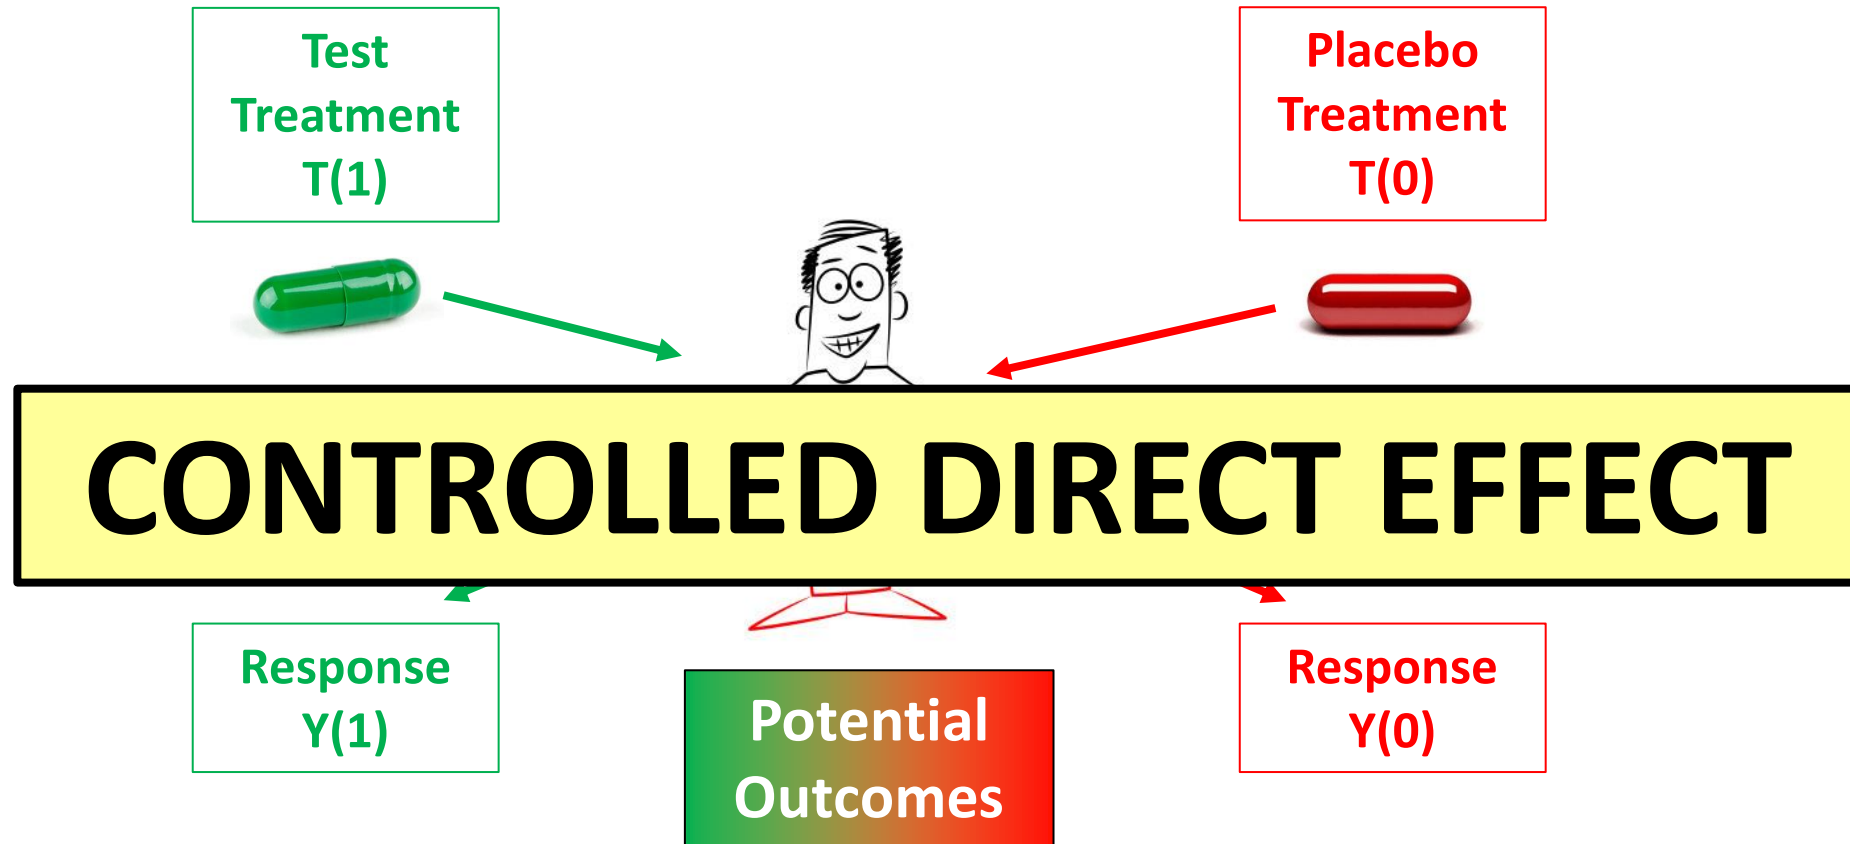 Test
Treatment
T(1)
Placebo
Treatment
T(0)
CONTROLLED DIRECT EFFECT
Response
Y(1)
Potential
Outcomes
Response
Y(0)